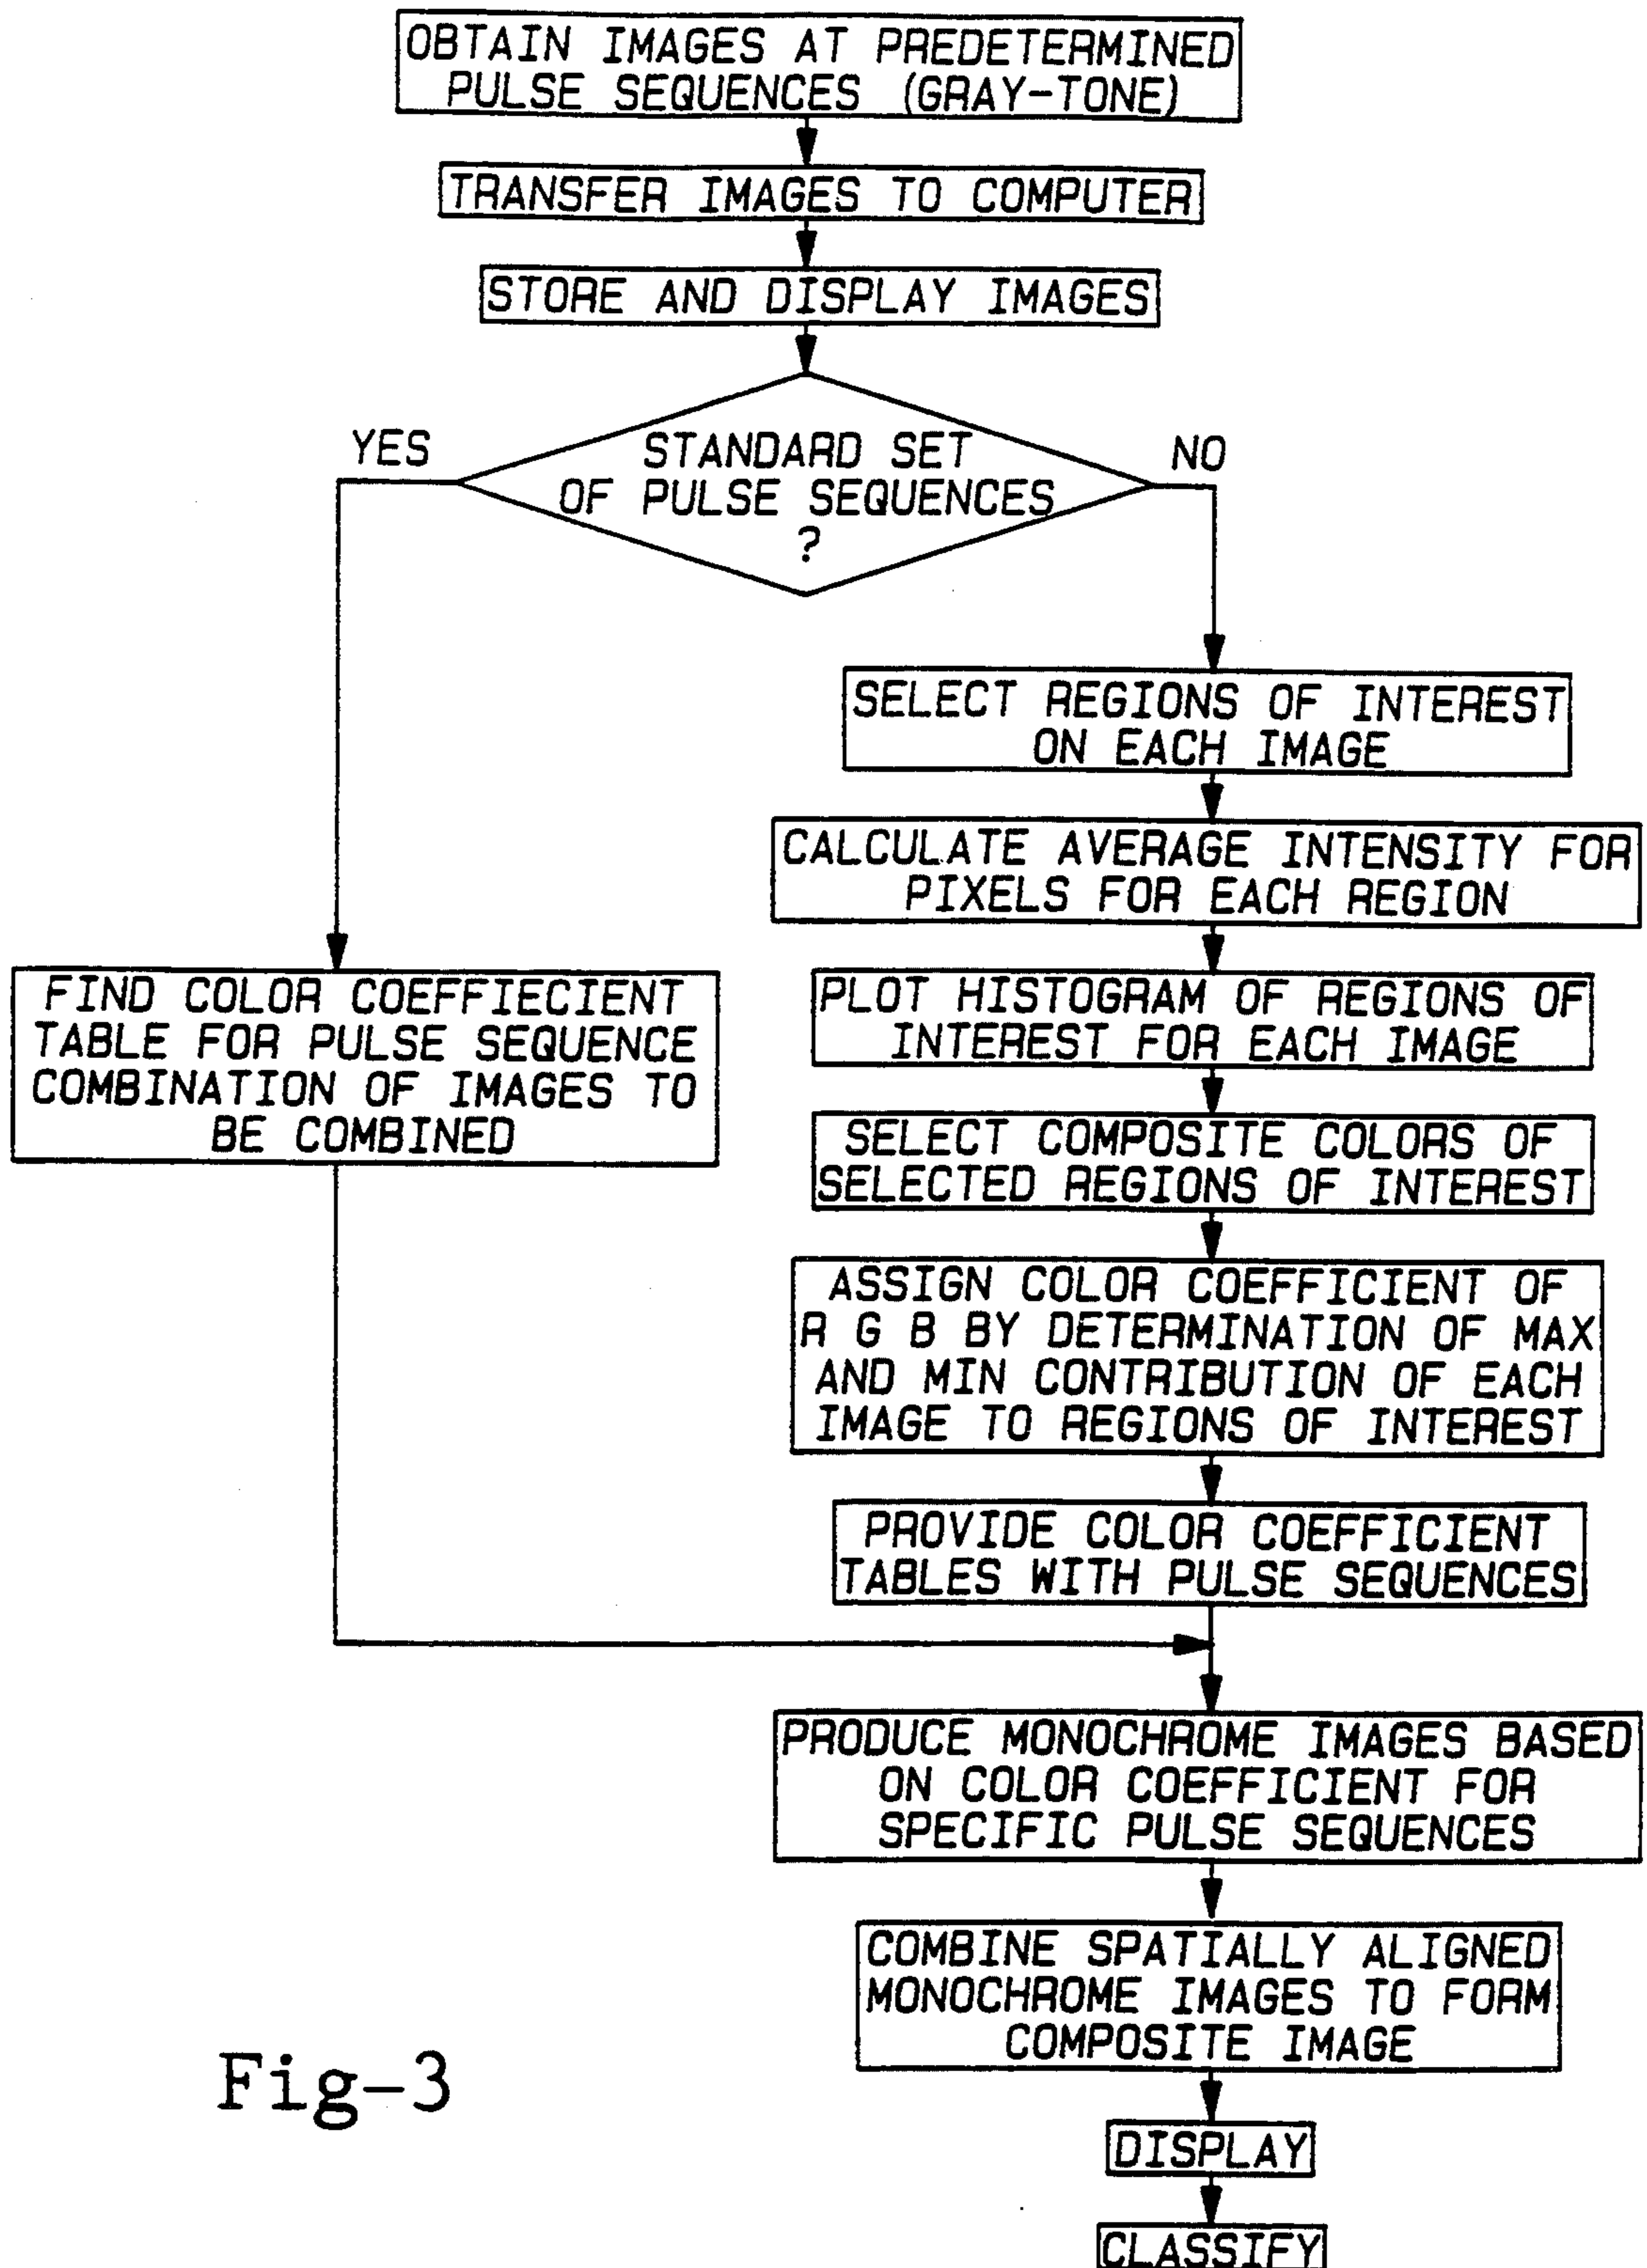 OBTAIN IMAGES AT PREDETERMINED
PULSE SEQUENCES (GRAY-TONE)
TRANSFER IMAGES TO COMPUTER
STORE AND DISPLAY IMAGES
YES
STANDARD SET
OF PULSE SEQUENCES
?
NO
SELECT REGIONS OF INTEREST
ON EACH IMAGE
CALCULATE AVERAGE INTENSITY FOR
PIXELS FOR EACH REGION
FIND COLOR COEFFIECIENT
TABLE FOR PULSE SEQUENCE
COMBINATION OF IMAGES TO
BE COMBINED
PLOT HISTOGRAM OF REGIONS OF
INTEREST FOR EACH IMAGE
SELECT COMPOSITE COLORS OF
SELECTED REGIONS OF INTEREST
ASSIGN COLOR COEFFICIENT OF
R G B BY DETERMINATION OF MAX
AND MIN CONTRIBUTION OF EACH
IMAGE TO REGIONS OF INTEREST
PROVIDE COLOR COEFFICIENT
TABLES WITH PULSE SEQUENCES
PRODUCE MONOCHROME IMAGES BASED
ON COLOR COEFFICIENT FOR
SPECIFIC PULSE SEQUENCES
COMBINE SPATIALLY ALIGNED
MONOCHROME IMAGES TO FORM
COMPOSITE IMAGE
DISPLAY
CLASSIFY
Fig-3